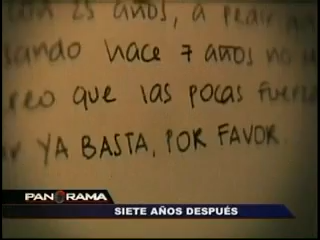 25 años, a pedir
hace 7 años no
que las pocas
YA BASTA, POR FAVOR
PANORAMA
SIETE AÑOS DESPUÉS